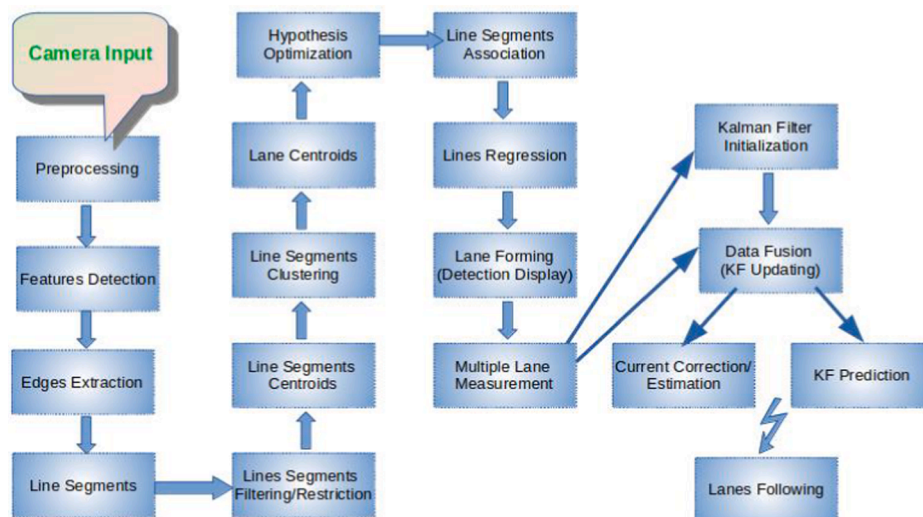 Camera Input
Preprocessing
Features Detection
Edges Extraction
Line Segments
Lines Segments
Filtering/Restriction
Line Segments
Centroids
Line Segments
Clustering
Lane Centroids
Hypothesis
Optimization
Line Segments
Association
Lines Regression
Lane Forming
(Detection Display)
Multiple Lane
Measurement
Kalman Filter
Initialization
Data Fusion
(KF Updating)
Current Correction/
Estimation
KF Prediction
Lanes Following